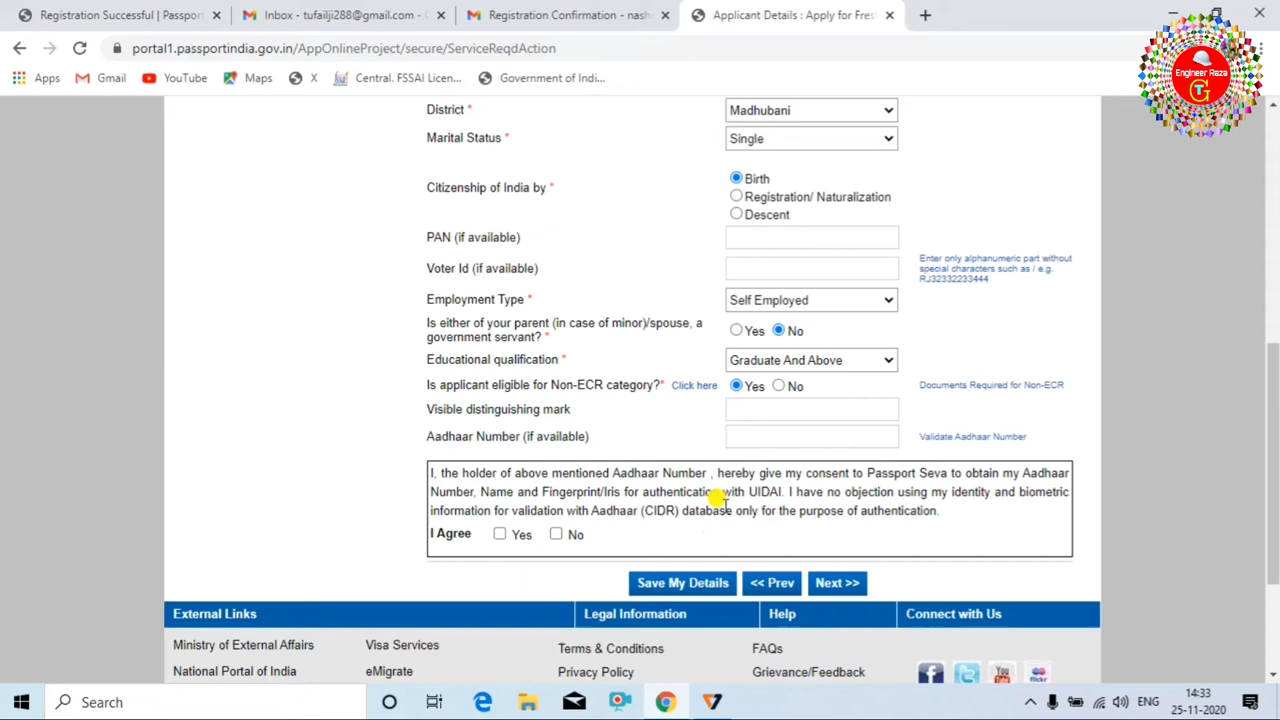 Registration Successful | Passport
Inbox - tufailji288@gmail.com - G
Registration Confirmation - nash
Applicant Details : Apply for Fres
portal1.passportindia.gov.in/AppOnlineProject/secure/ServiceReqdAction
Apps Gmail YouTube Maps X Central. FSSAI Licen... Government of Indi...
Engineer Raza
TG
District * Madhubani
Marital Status * Single
Citizenship of India by * Birth
Registration/ Naturalization
Descent
PAN (if available)
Voter Id (if available)
Enter only alphanumeric part without
special characters such as / e.g.
RJ32332233444
Employment Type * Self Employed
Is either of your parent (in case of minor)/spouse, a
government servant? * Yes No
Educational qualification * Graduate And Above
Is applicant eligible for Non-ECR category?* Click here Yes No Documents Required for Non-ECR
Visible distinguishing mark
Aadhaar Number (if available) Validate Aadhaar Number
I, the holder of above mentioned Aadhaar Number , hereby give my consent to Passport Seva to obtain my Aadhaar
Number, Name and Fingerprint/Iris for authentication with UIDAI. I have no objection using my identity and biometric
information for validation with Aadhaar (CIDR) database only for the purpose of authentication.
I Agree Yes No
Save My Details << Prev Next >>
External Links Legal Information Help Connect with Us
Ministry of External Affairs Visa Services Terms & Conditions FAQs
National Portal of India eMigrate Privacy Policy Grievance/Feedback
You
flickr
Search
ENG
14:33
25-11-2020